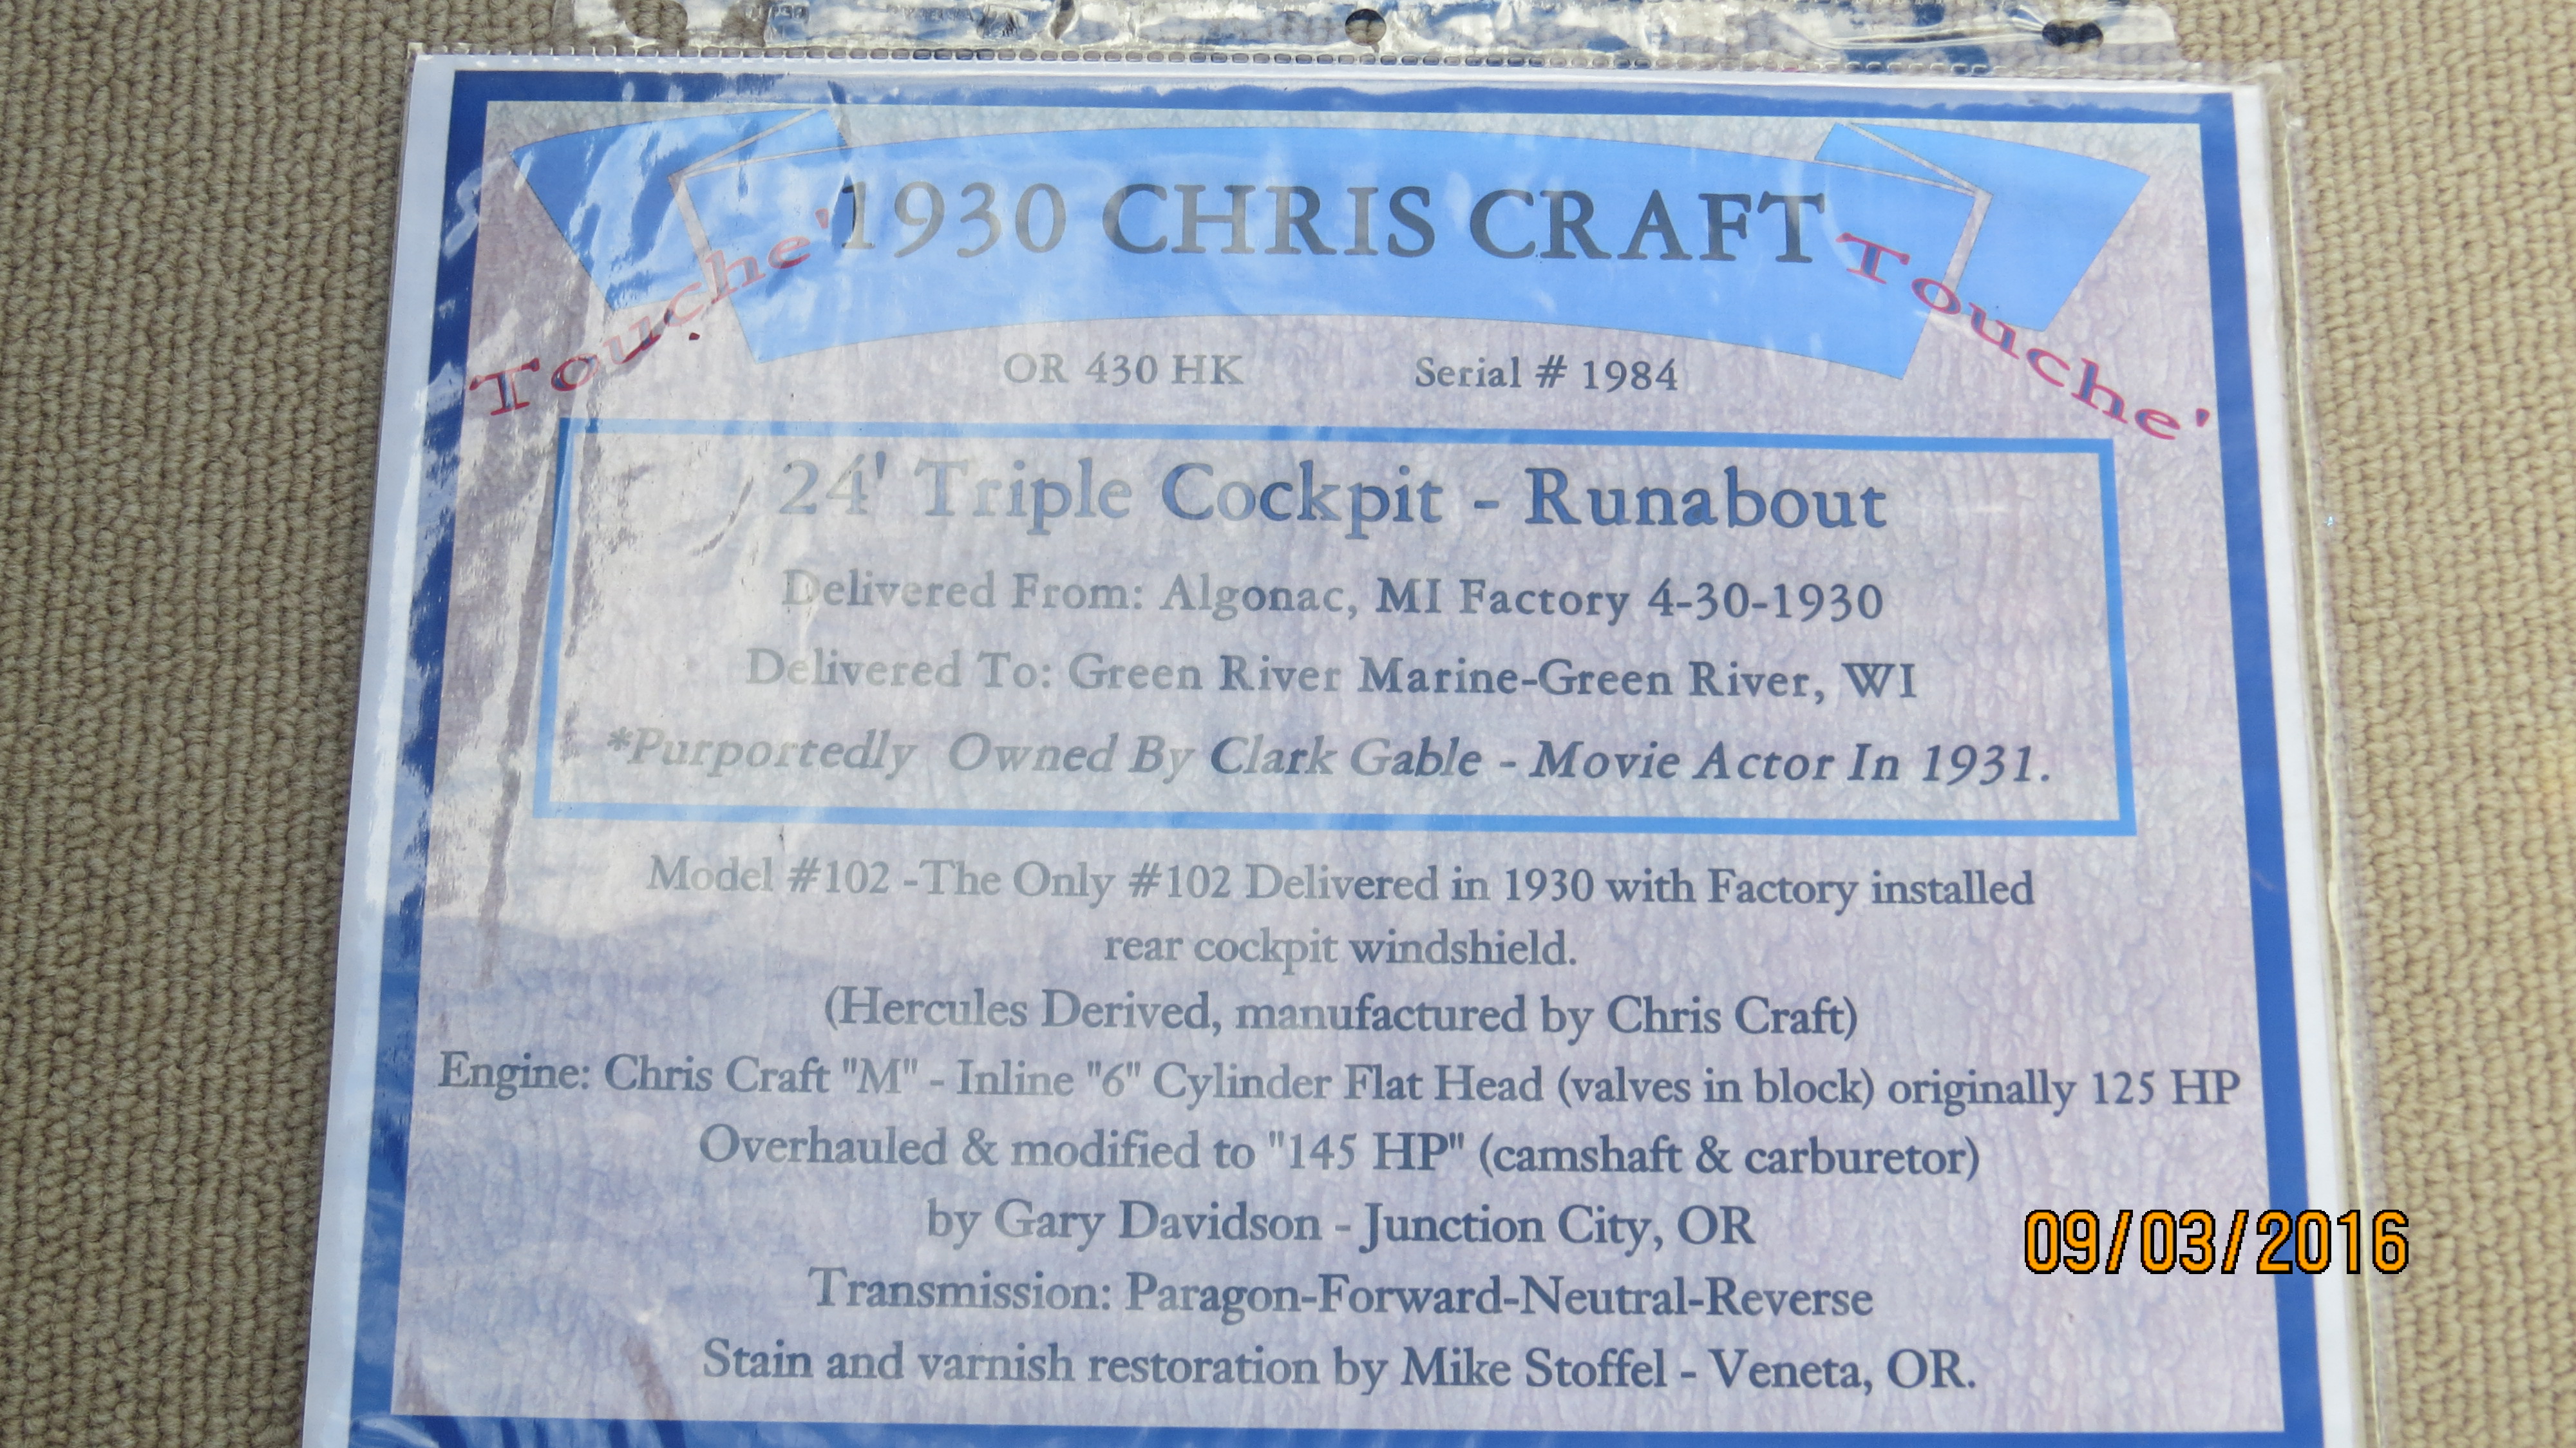 1930 CHRIS CRAFT
Touche'
Touche'
OR 430 HK Serial # 1984
24' Triple Cockpit - Runabout
Delivered From: Algonac, MI Factory 4-30-1930
Delivered To: Green River Marine-Green River, WI
*Purportedly Owned By Clark Gable - Movie Actor In 1931.
Model #102 -The Only #102 Delivered in 1930 with Factory installed
rear cockpit windshield.
(Hercules Derived, manufactured by Chris Craft)
Engine: Chris Craft "M" - Inline "6" Cylinder Flat Head (valves in block) originally 125 HP
Overhauled & modified to "145 HP" (camshaft & carburetor)
by Gary Davidson - Junction City, OR
Transmission: Paragon-Forward-Neutral-Reverse
Stain and varnish restoration by Mike Stoffel - Veneta, OR.
09/03/2016